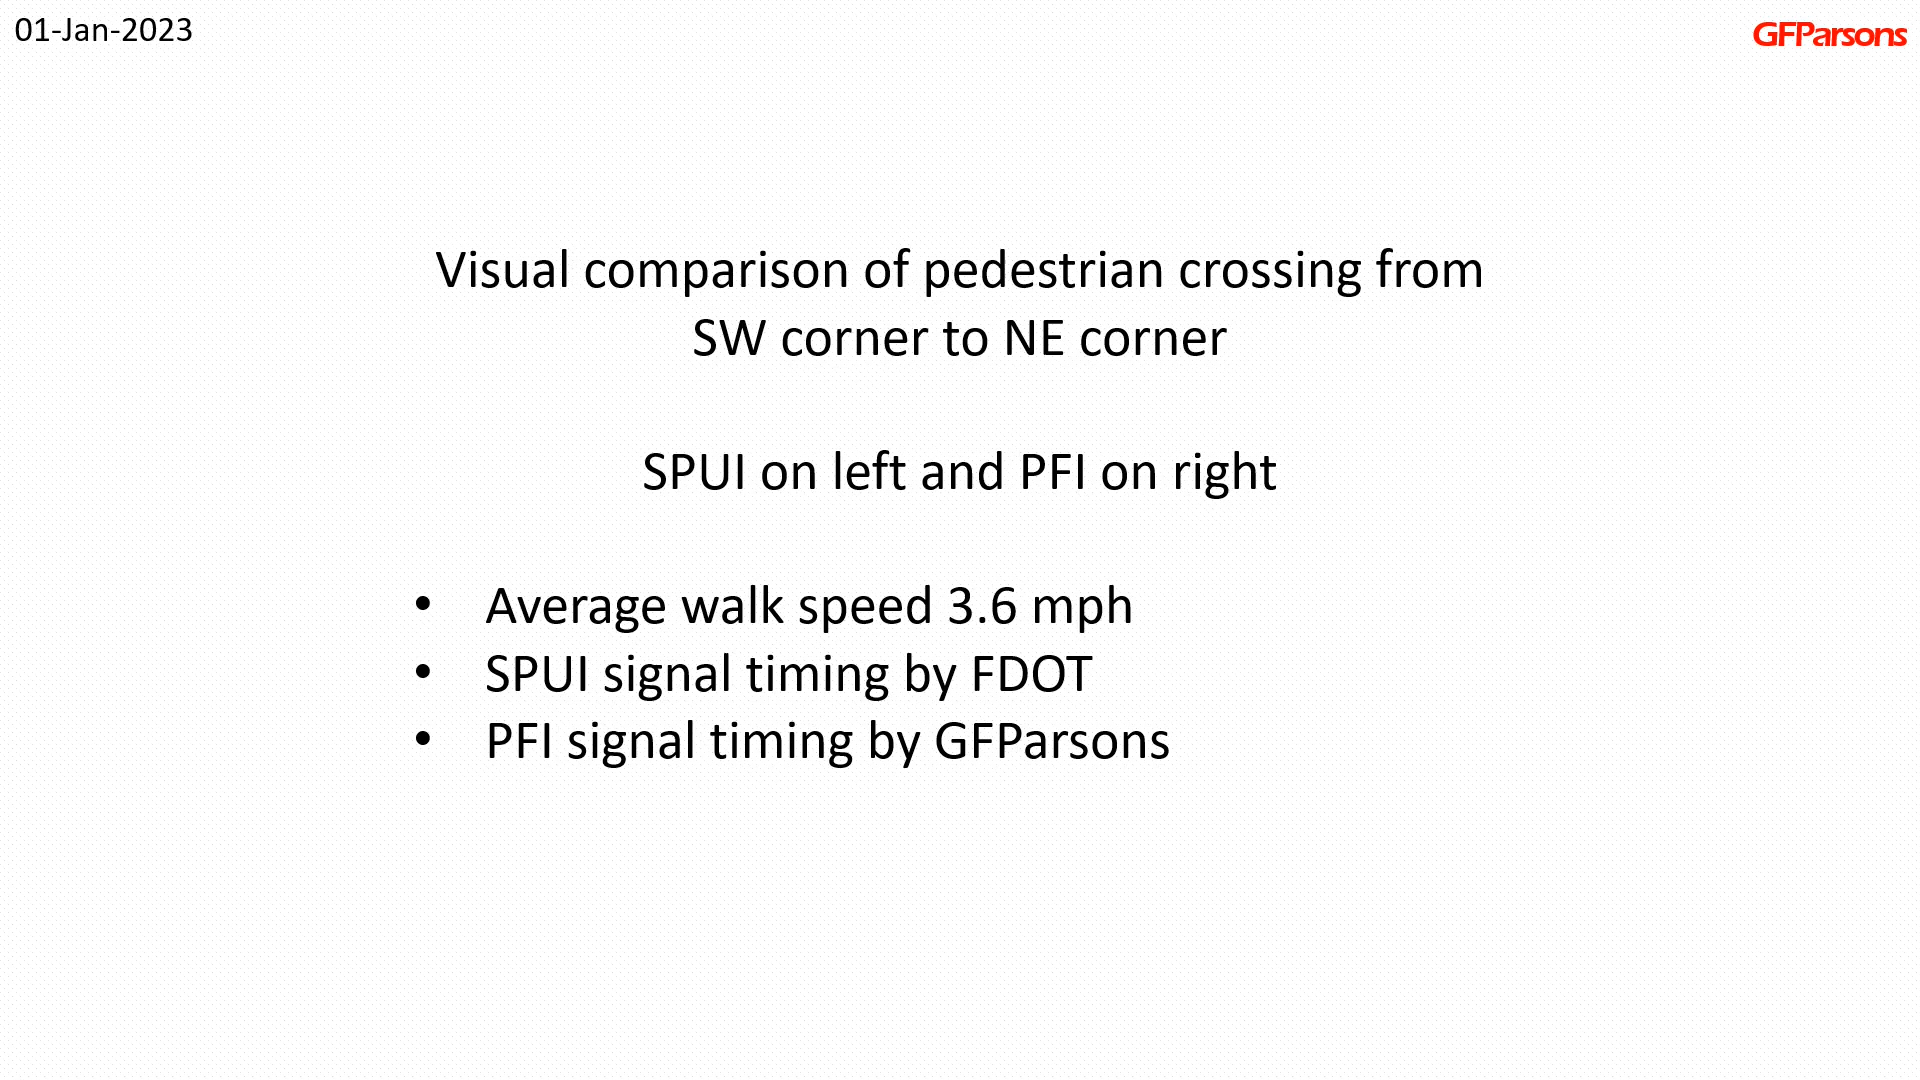 01-Jan-2023
GFParsons
Visual comparison of pedestrian crossing from
SW corner to NE corner
SPUI on left and PFI on right
• Average walk speed 3.6 mph
• SPUI signal timing by FDOT
• PFI signal timing by GFParsons